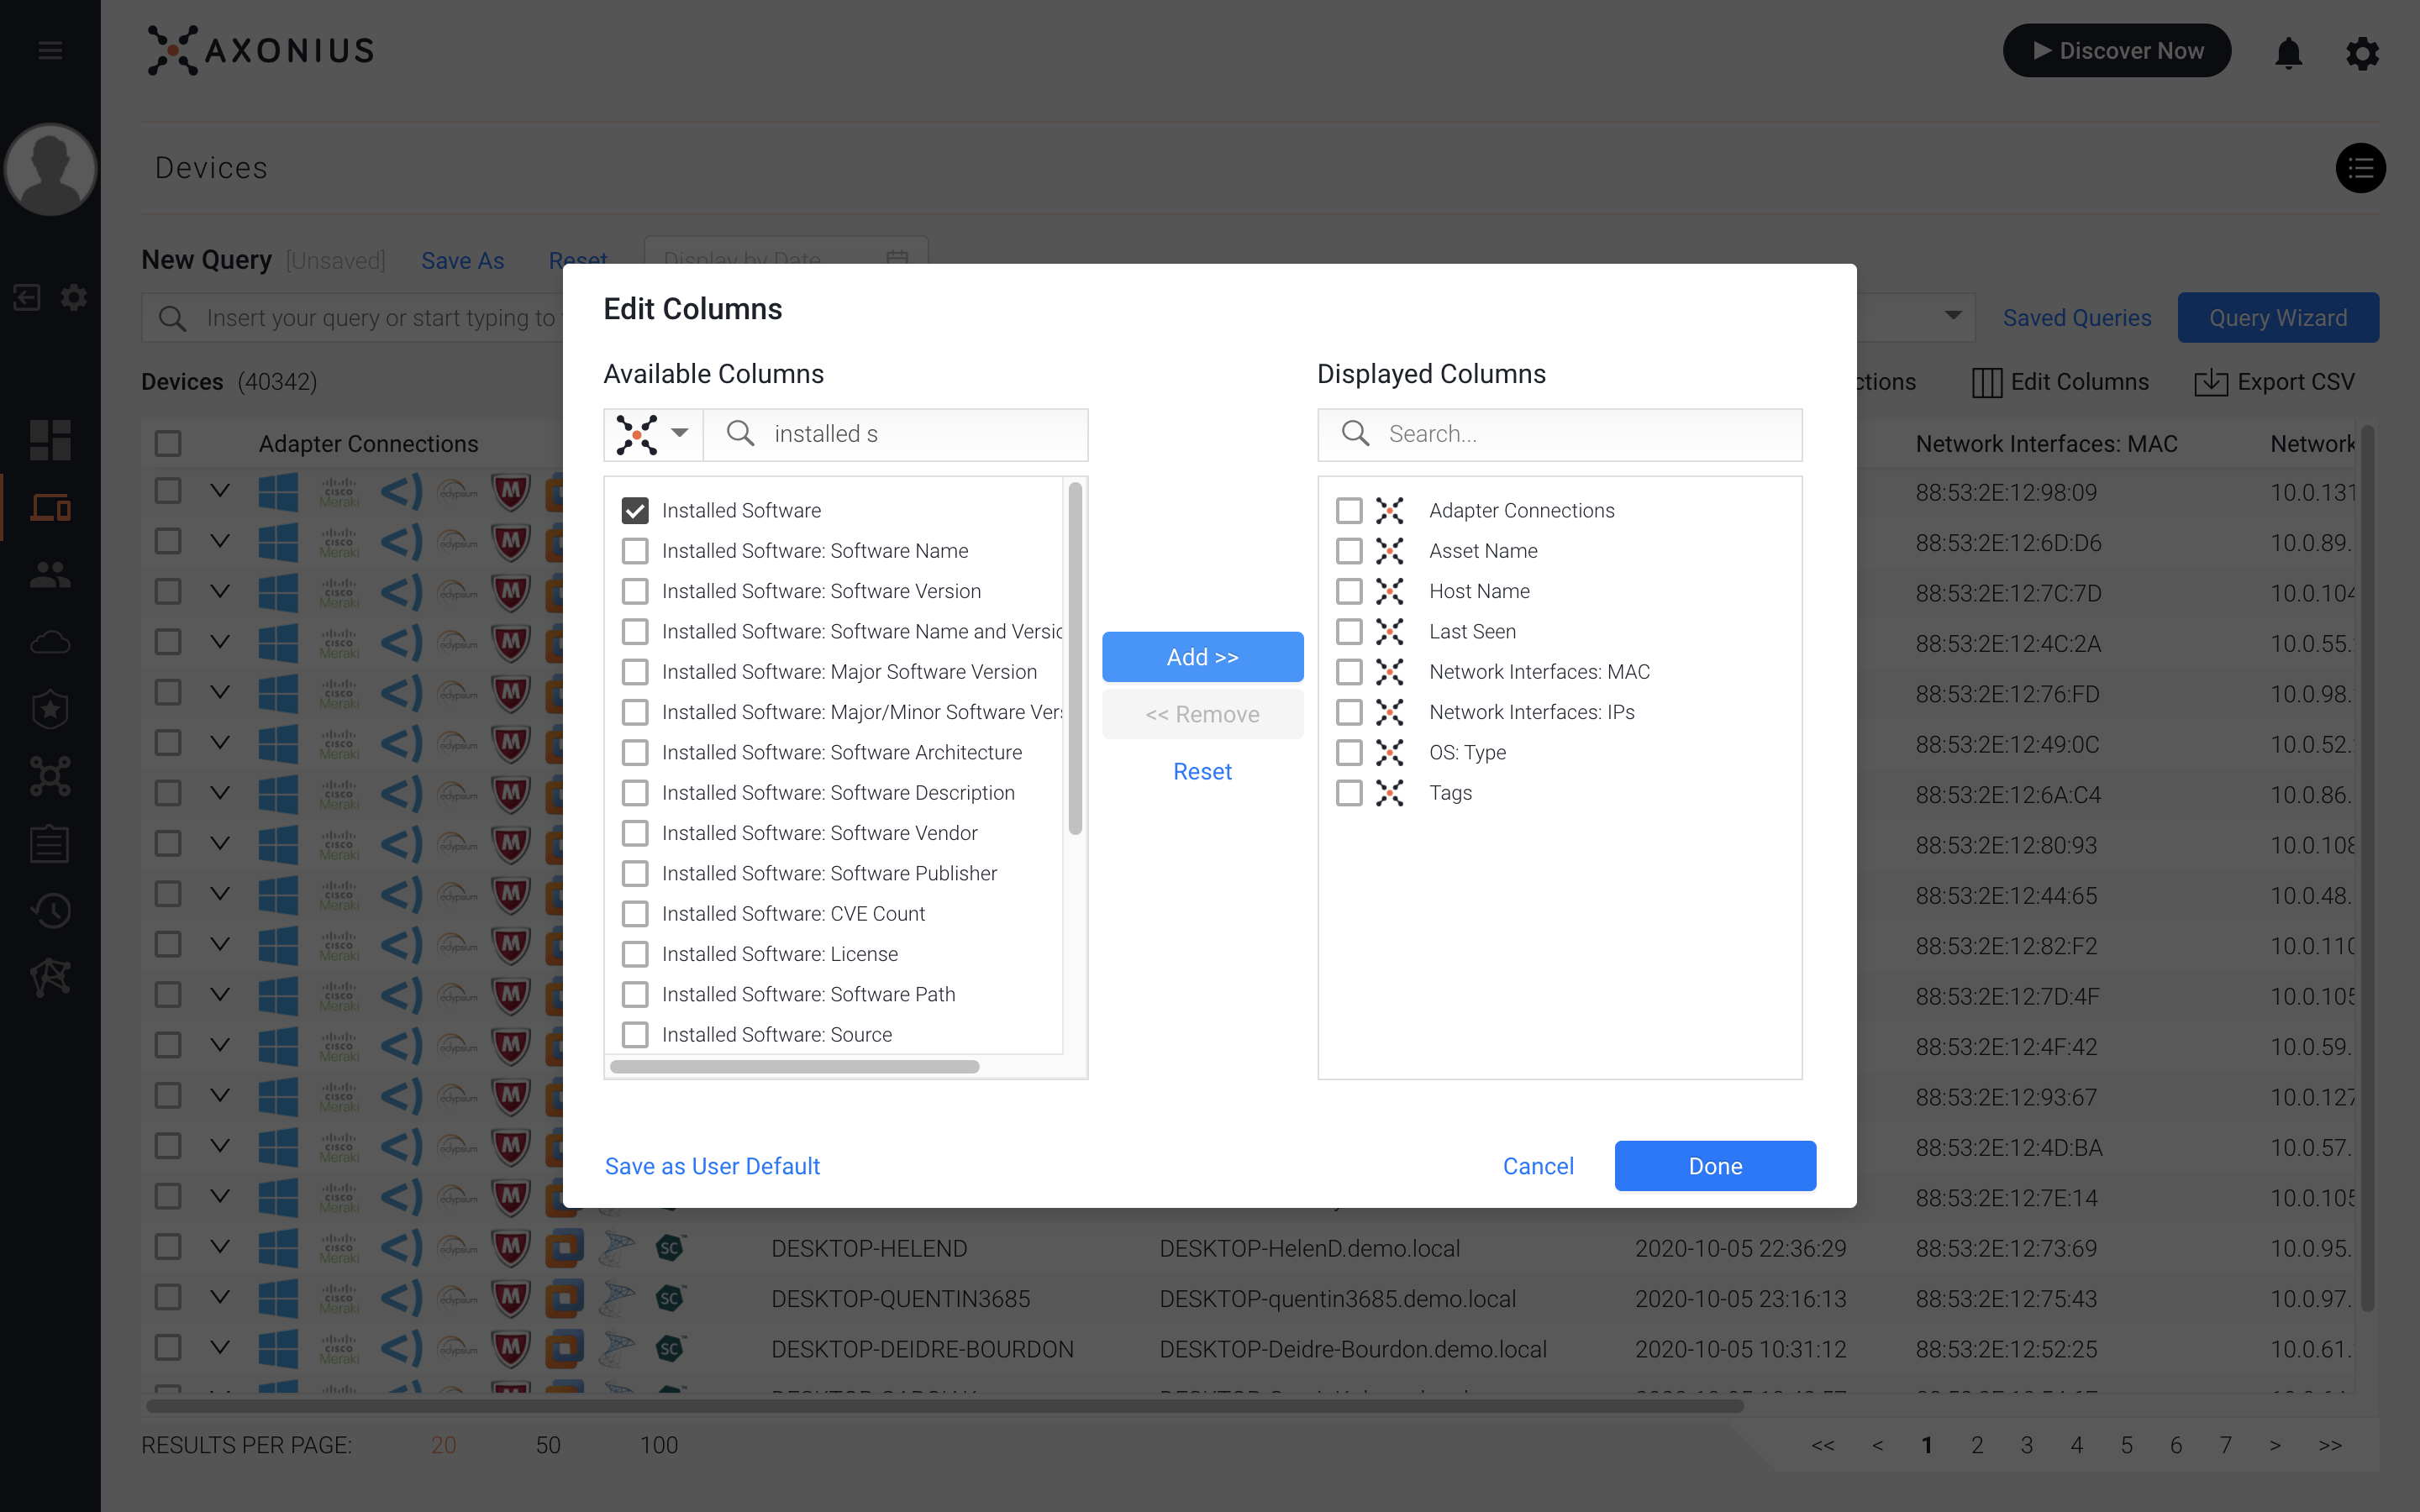 AXONIUS
Discover Now
Devices
New Query [Unsaved] Save As Reset Display by Date
Insert your query or start typing to
Saved Queries
Query Wizard
Devices (40342)
Edit Columns
Export CSV
Adapter Connections
Network Interfaces: MAC
Network
Edit Columns
Available Columns
installed s
Installed Software
Installed Software: Software Name
Installed Software: Software Version
Installed Software: Software Name and Versic
Installed Software: Major Software Version
Installed Software: Major/Minor Software Ver
Installed Software: Software Architecture
Installed Software: Software Description
Installed Software: Software Vendor
Installed Software: Software Publisher
Installed Software: CVE Count
Installed Software: License
Installed Software: Software Path
Installed Software: Source
Add >>
<< Remove
Reset
Displayed Columns
Search...
Adapter Connections
Asset Name
Host Name
Last Seen
Network Interfaces: MAC
Network Interfaces: IPs
OS: Type
Tags
Save as User Default
Cancel
Done
88:53:2E:12:98:09 10.0.131
88:53:2E:12:6D:D6 10.0.89.
88:53:2E:12:7C:7D 10.0.104
88:53:2E:12:4C:2A 10.0.55.
88:53:2E:12:76:FD 10.0.98.
88:53:2E:12:49:0C 10.0.52.
88:53:2E:12:6A:C4 10.0.86.
88:53:2E:12:80:93 10.0.108
88:53:2E:12:44:65 10.0.48.
88:53:2E:12:82:F2 10.0.110
88:53:2E:12:7D:4F 10.0.105
88:53:2E:12:4F:42 10.0.59.
88:53:2E:12:93:67 10.0.127
88:53:2E:12:4D:BA 10.0.57.
88:53:2E:12:7E:14 10.0.105
DESKTOP-HELEND DESKTOP-HelenD.demo.local 2020-10-05 22:36:29 88:53:2E:12:73:69 10.0.95.
DESKTOP-QUENTIN3685 DESKTOP-quentin3685.demo.local 2020-10-05 23:16:13 88:53:2E:12:75:43 10.0.97.
DESKTOP-DEIDRE-BOURDON DESKTOP-Deidre-Bourdon.demo.local 2020-10-05 10:31:12 88:53:2E:12:52:25 10.0.61.
RESULTS PER PAGE: 20 50 100
<< < 1 2 3 4 5 6 7 > >>